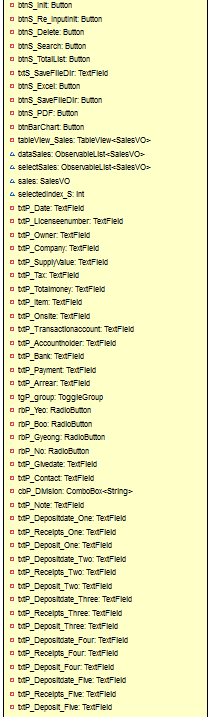 btnS_Init: Button
btnS_Re_InputInit: Button
btnS_Delete: Button
btnS_Search: Button
btnS_TotalList: Button
txtS_SaveFileDir: TextField
btnS_Excel: Button
btnS_SaveFileDir: Button
btnS_PDF: Button
btnBarChart: Button
tableView_Sales: TableView<SalesVO>
dataSales: ObservableList<SalesVO>
selectSales: ObservableList<SalesVO>
sales: SalesVO
selectedIndex_S: int
txtP_Date: TextField
txtP_Licenseenumber: TextField
txtP_Owner: TextField
txtP_Company: TextField
txtP_SupplyValue: TextField
txtP_Tax: TextField
txtP_Totalmoney: TextField
txtP_Item: TextField
txtP_Onsite: TextField
txtP_Transactionaccount: TextField
txtP_Accountholder: TextField
txtP_Bank: TextField
txtP_Payment: TextField
txtP_Arrear: TextField
tgP_group: ToggleGroup
rbP_Yeo: RadioButton
rbP_Boo: RadioButton
rbP_Gyeong: RadioButton
rbP_No: RadioButton
txtP_Givedate: TextField
txtP_Contact: TextField
cbP_Division: ComboBox<String>
txtP_Note: TextField
txtP_Depositdate_One: TextField
txtP_Receipts_One: TextField
txtP_Deposit_One: TextField
txtP_Depositdate_Two: TextField
txtP_Receipts_Two: TextField
txtP_Deposit_Two: TextField
txtP_Depositdate_Three: TextField
txtP_Receipts_Three: TextField
txtP_Deposit_Three: TextField
txtP_Depositdate_Four: TextField
txtP_Receipts_Four: TextField
txtP_Deposit_Four: TextField
txtP_Depositdate_Five: TextField
txtP_Receipts_Five: TextField
txtP_Deposit_Five: TextField